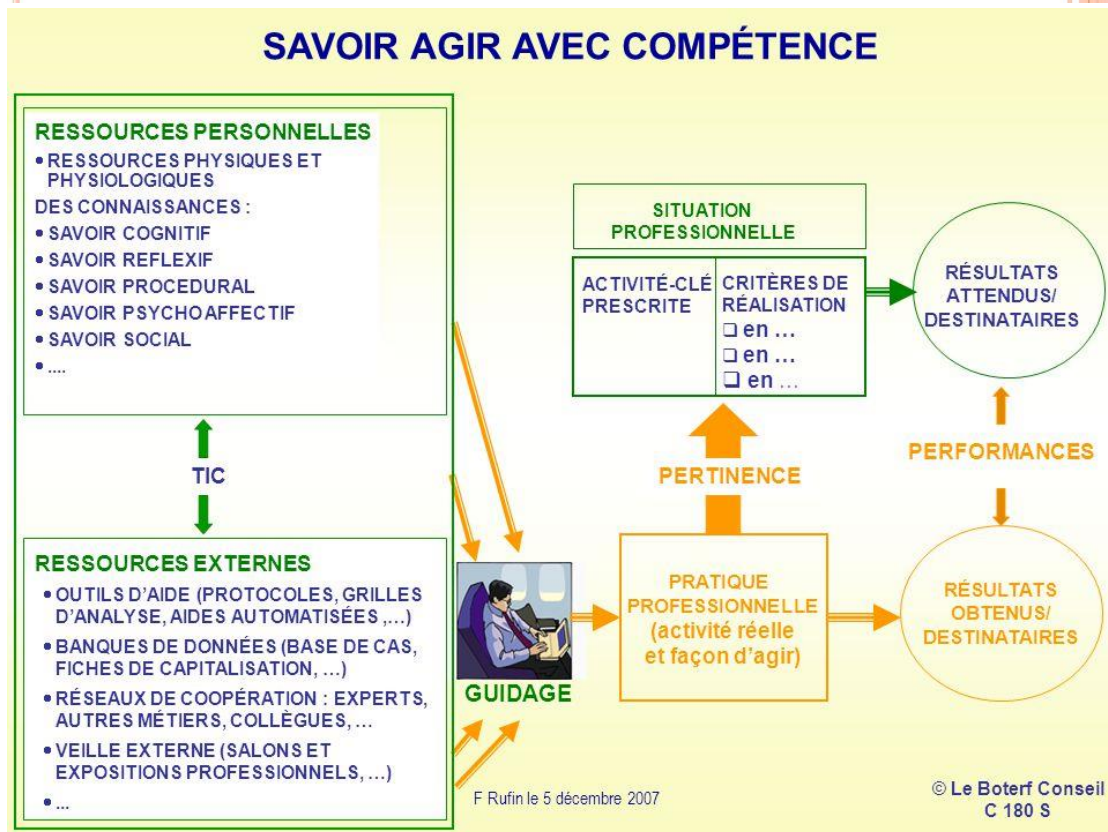 SAVOIR AGIR AVEC COMPÉTENCE
RESSOURCES PERSONNELLES
• RESSOURCES PHYSIQUES ET
PHYSIOLOGIQUES
DES CONNAISSANCES :
• SAVOIR COGNITIF
• SAVOIR REFLEXIF
• SAVOIR PROCEDURAL
• SAVOIR PSYCHOAFFECTIF
• SAVOIR SOCIAL
• ....
TIC
RESSOURCES EXTERNES
• OUTILS D’AIDE (PROTOCOLES, GRILLES
D’ANALYSE, AIDES AUTOMATISÉES ,…)
• BANQUES DE DONNÉES (BASE DE CAS,
FICHES DE CAPITALISATION, …)
• RÉSEAUX DE COOPÉRATION : EXPERTS,
AUTRES MÉTIERS, COLLÈGUES, …
• VEILLE EXTERNE (SALONS ET
EXPOSITIONS PROFESSIONNELS, …)
• ...
GUIDAGE
SITUATION
PROFESSIONNELLE
ACTIVITÉ-CLÉ
PRESCRITE
CRITÈRES DE
RÉALISATION
❑ en …
❑ en …
❑ en …
RÉSULTATS
ATTENDUS/
DESTINATAIRES
PERTINENCE
PERFORMANCES
PRATIQUE
PROFESSIONNELLE
(activité réelle
et façon d’agir)
RÉSULTATS
OBTENUS/
DESTINATAIRES
F Rufin le 5 décembre 2007
© Le Boterf Conseil
C 180 S